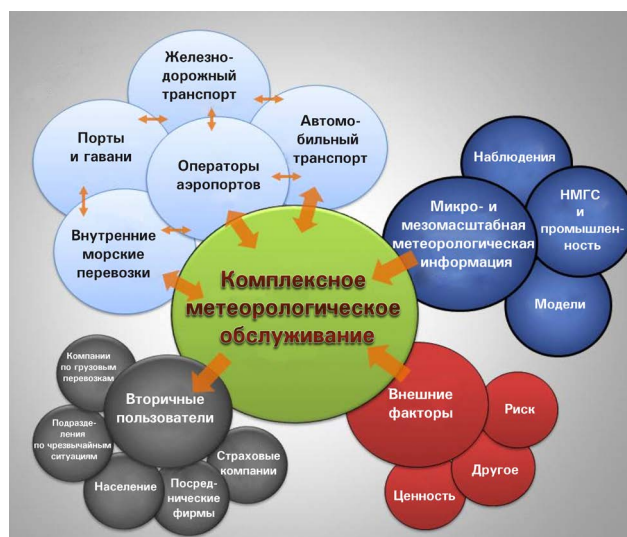 Железно-
дорожный
транспорт
Порты
и гавани
Операторы
аэропортов
Автомо-
бильный
транспорт
Внутренние
морские
перевозки
Комплексное
метеорологическое
обслуживание
Наблюдения
Микро- и
мезомасштабная
метеорологическая
информация
НМГС
и
промышлен-
ность
Модели
Компании
по грузовым
перевозкам
Вторичные
пользователи
Подразде-
ления
по чрезвычайным
ситуациям
Население
Посред-
нические
фирмы
Страховые
компании
Внешние
факторы
Риск
Другое
Ценность